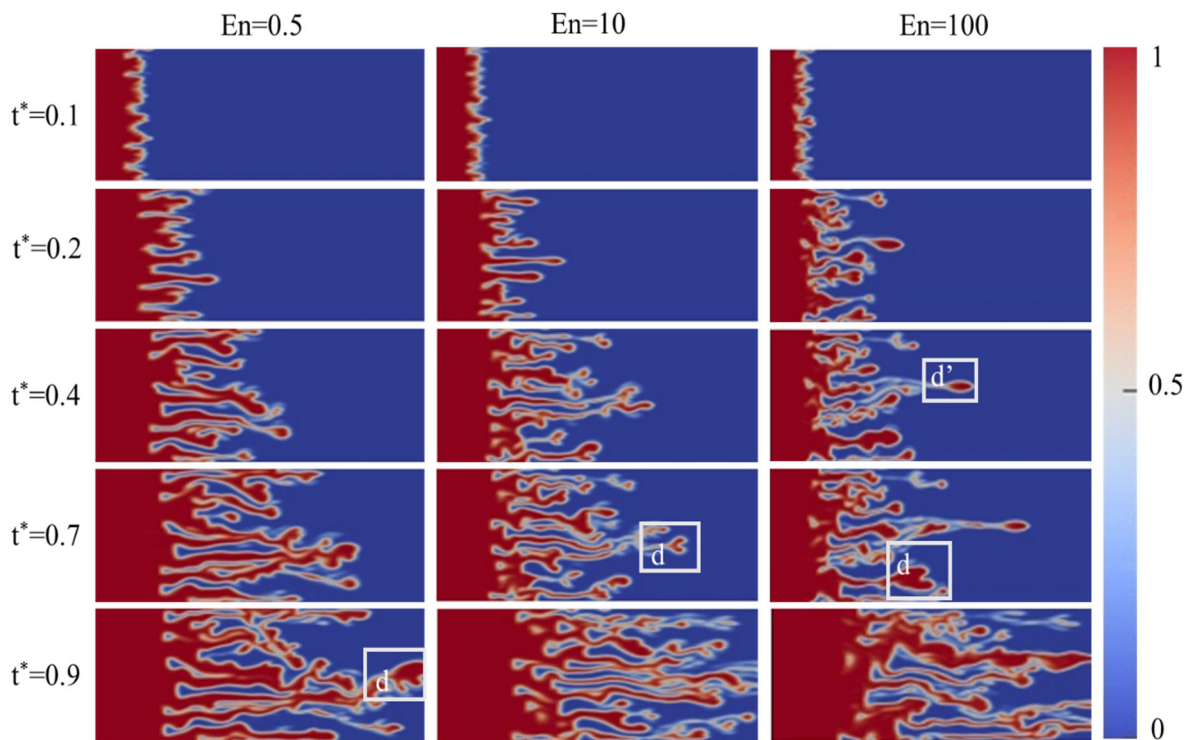 En=0.5 En=10 En=100
1
t*=0.1
t*=0.2
t*=0.4 d’ 0.5
t*=0.7 d d
t*=0.9 d
0